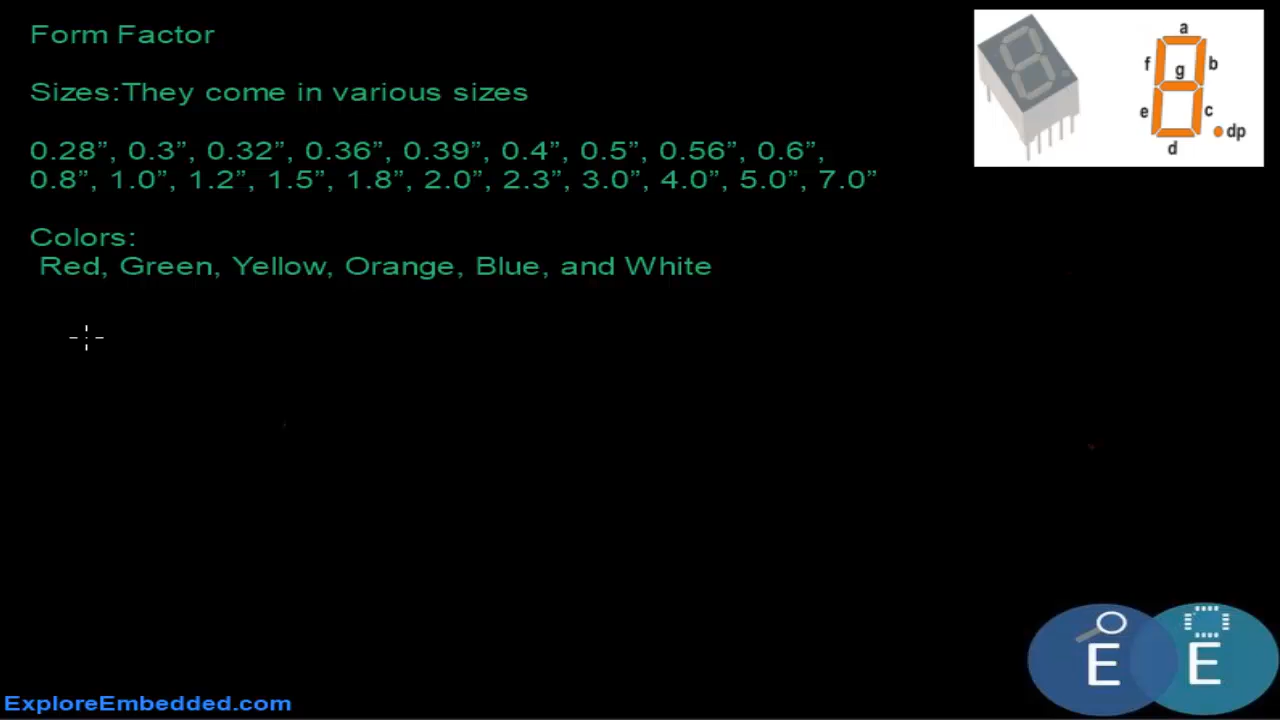 Form Factor
Sizes:They come in various sizes
0.28”, 0.3”, 0.32”, 0.36”, 0.39”, 0.4”, 0.5”, 0.56”, 0.6”,
0.8”, 1.0”, 1.2”, 1.5”, 1.8”, 2.0”, 2.3”, 3.0”, 4.0”, 5.0”, 7.0”
Colors:
Red, Green, Yellow, Orange, Blue, and White
a
f
g
b
e
c
dp
d
E E
ExploreEmbedded.com